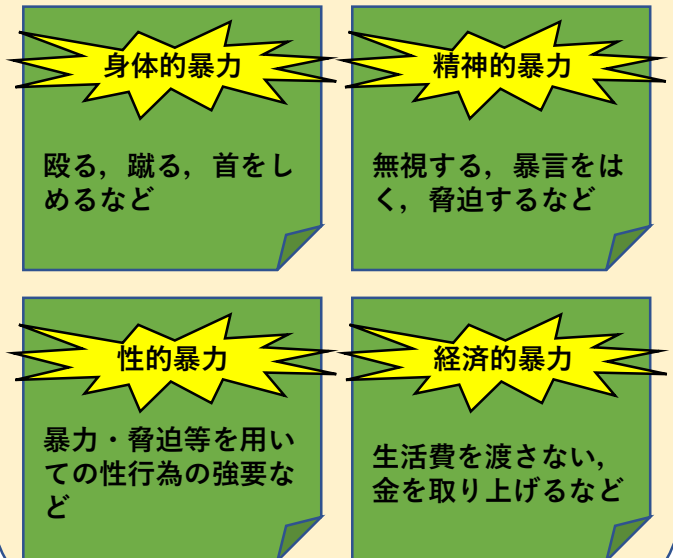 身体的暴力
殴る，蹴る，首をし
めるなど
精神的暴力
無視する，暴言をは
く，脅迫するなど
性的暴力
暴力・脅迫等を用い
ての性行為の強要な
ど
経済的暴力
生活費を渡さない，
金を取り上げるなど